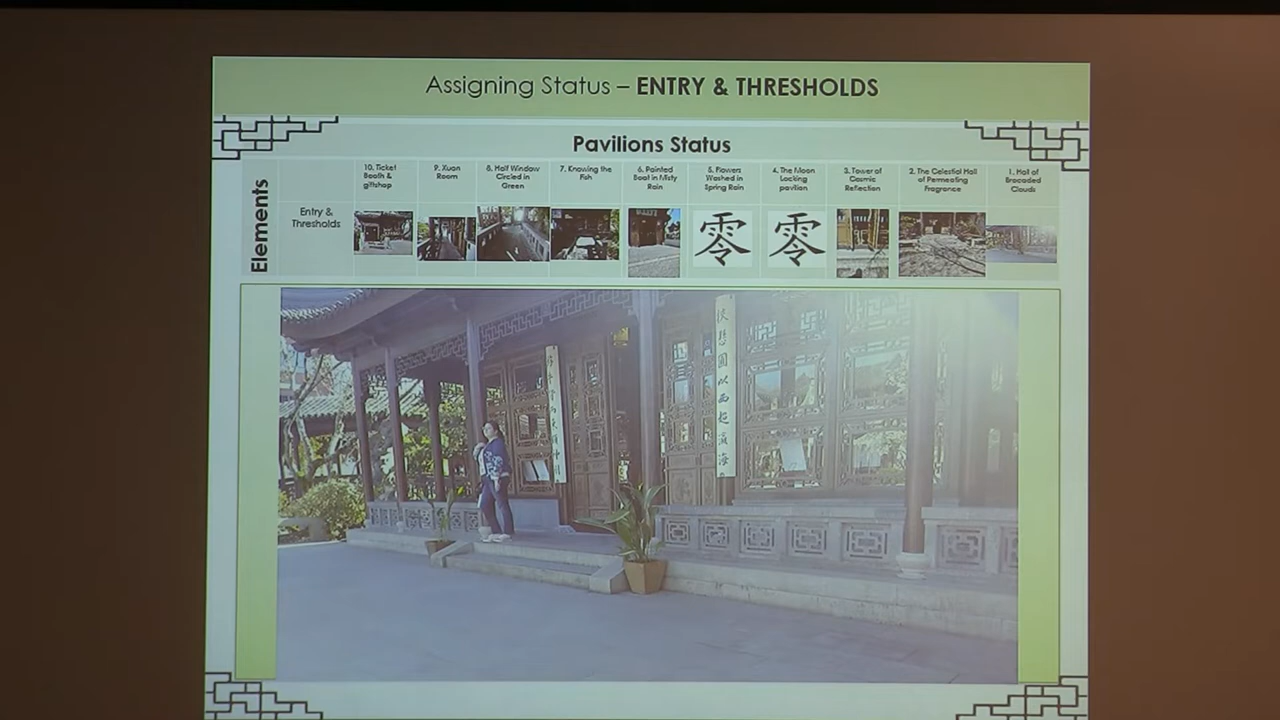 Assigning Status – ENTRY & THRESHOLDS
Pavilions Status
Elements
10. Ticket
Booth &
giftshop
9. Xuan
Room
8. Half Window
Circled in
Green
7. Knowing the
Fish
6. Painted
Boat in Misty
Rain
5. Flowers
Washed in
Spring Rain
4. The Moon
Locking
pavilion
3. Tower of
Cosmic
Reflection
2. The Celestial Hall
of Permeating
Fragrance
1. Hall of
Brocaded
Clouds
Entry &
Thresholds
零
零